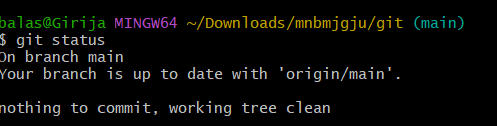 balas@Girija MINGW64 ~/Downloads/mnbmjgju/git (main)
$ git status
On branch main
Your branch is up to date with 'origin/main'.
nothing to commit, working tree clean